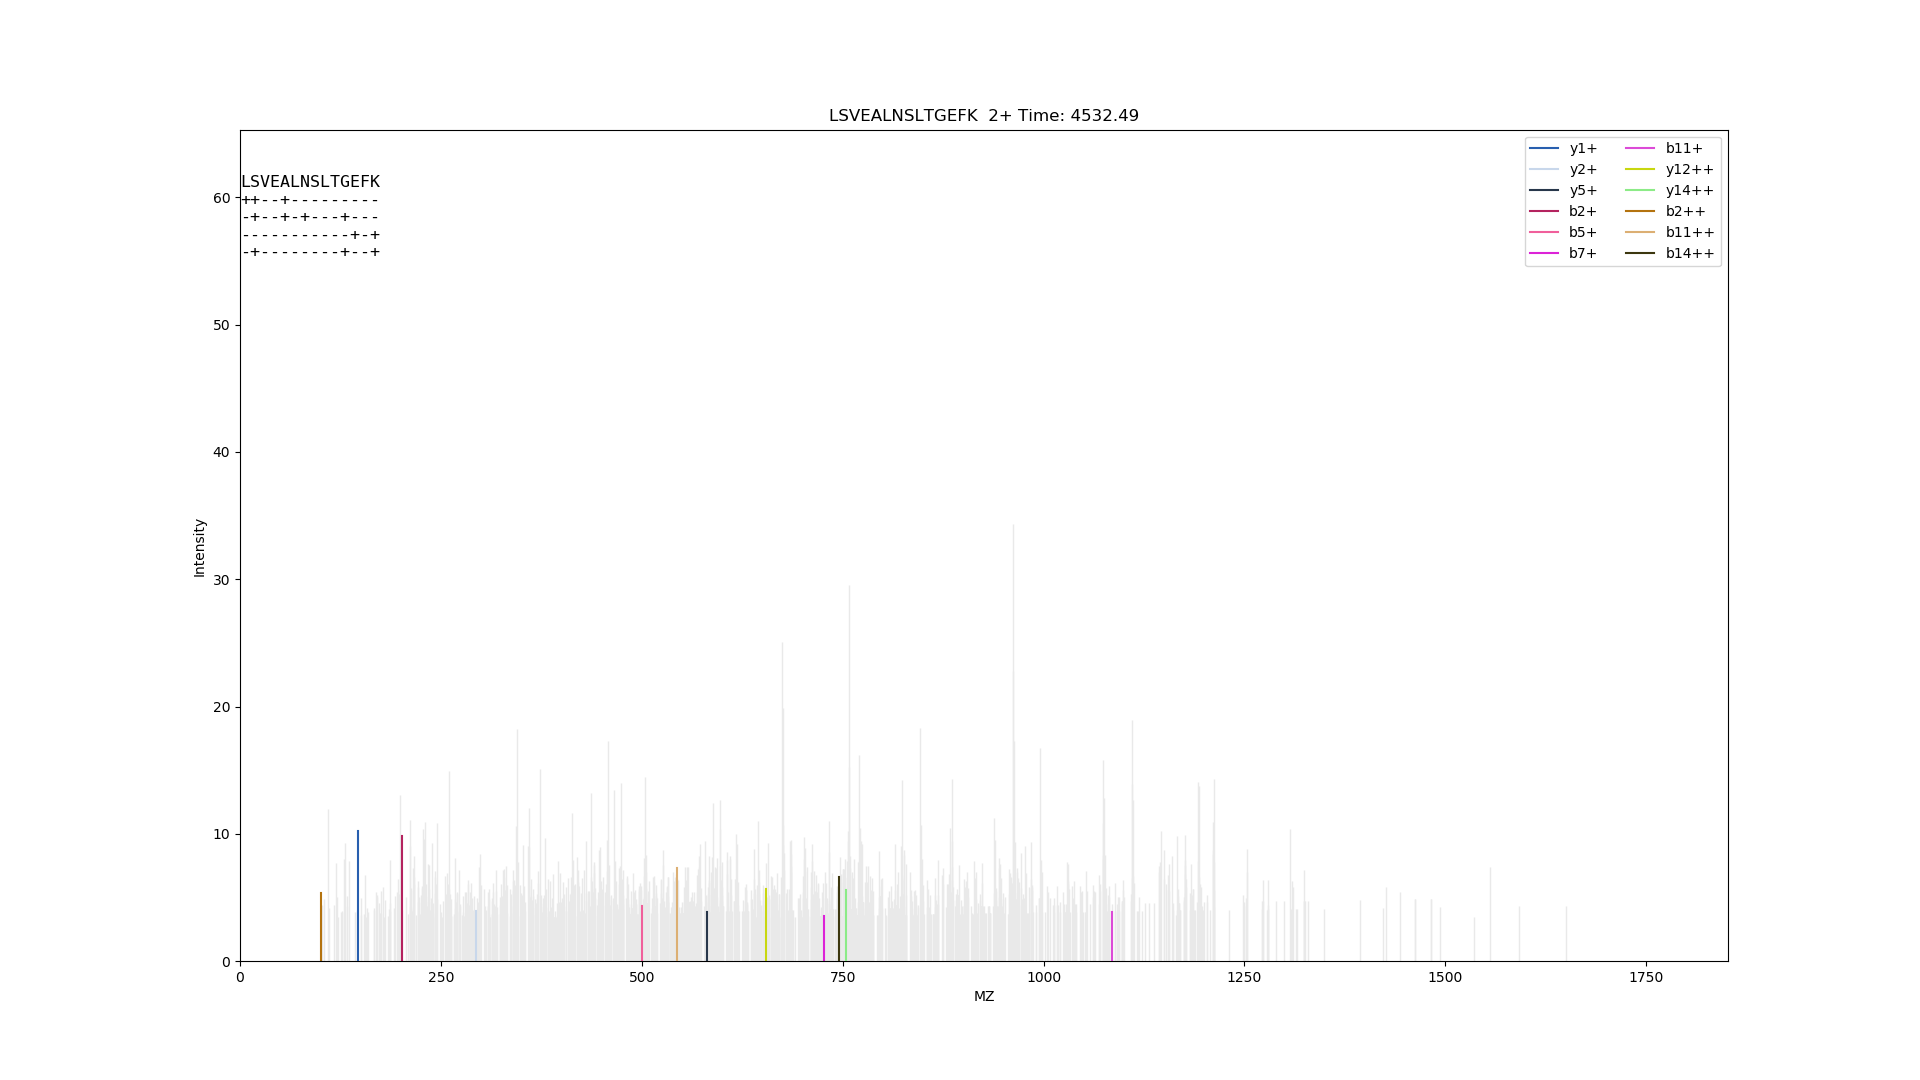 LSVEALNSLTGEFK 2+ Time: 4532.49
LSVEALNSLTGEFK
++--+---------
-+--+-+---+---
-----------+-+
-+--------+--+
y1+
y2+
y5+
b2+
b5+
b7+
b11+
y12++
y14++
b2++
b11++
b14++
60
50
40
30
20
10
0
Intensity
0 250 500 750 1000 1250 1500 1750
MZ